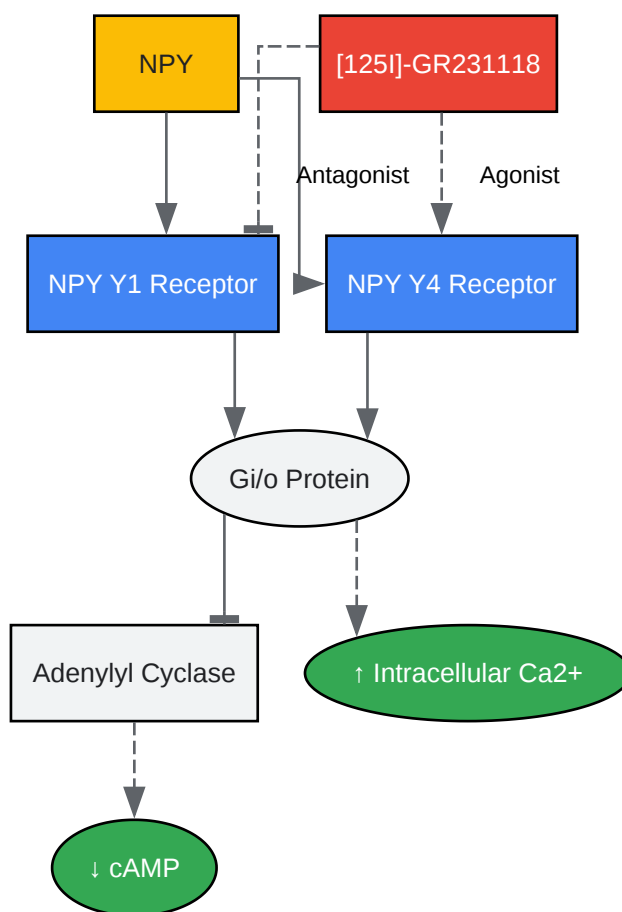 NPY
[125I]-GR231118
Antagonist
Agonist
NPY Y1 Receptor
NPY Y4 Receptor
Gi/o Protein
Adenylyl Cyclase
↑ Intracellular Ca2+
↓ cAMP